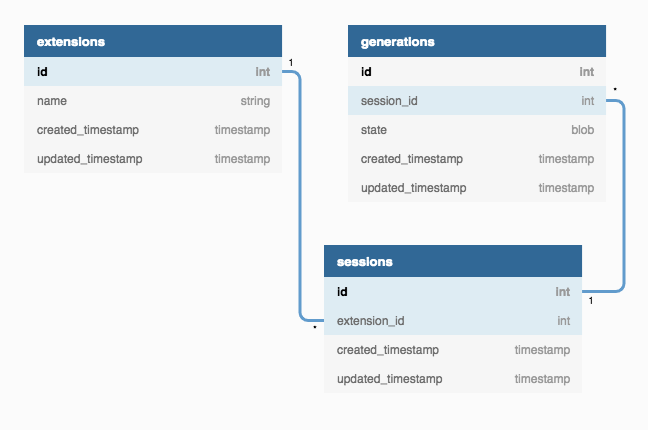 extensions
id int
name string
created_timestamp timestamp
updated_timestamp timestamp
1
*
generations
id int
session_id int
state blob
created_timestamp timestamp
updated_timestamp timestamp
*
1
sessions
id int
extension_id int
created_timestamp timestamp
updated_timestamp timestamp